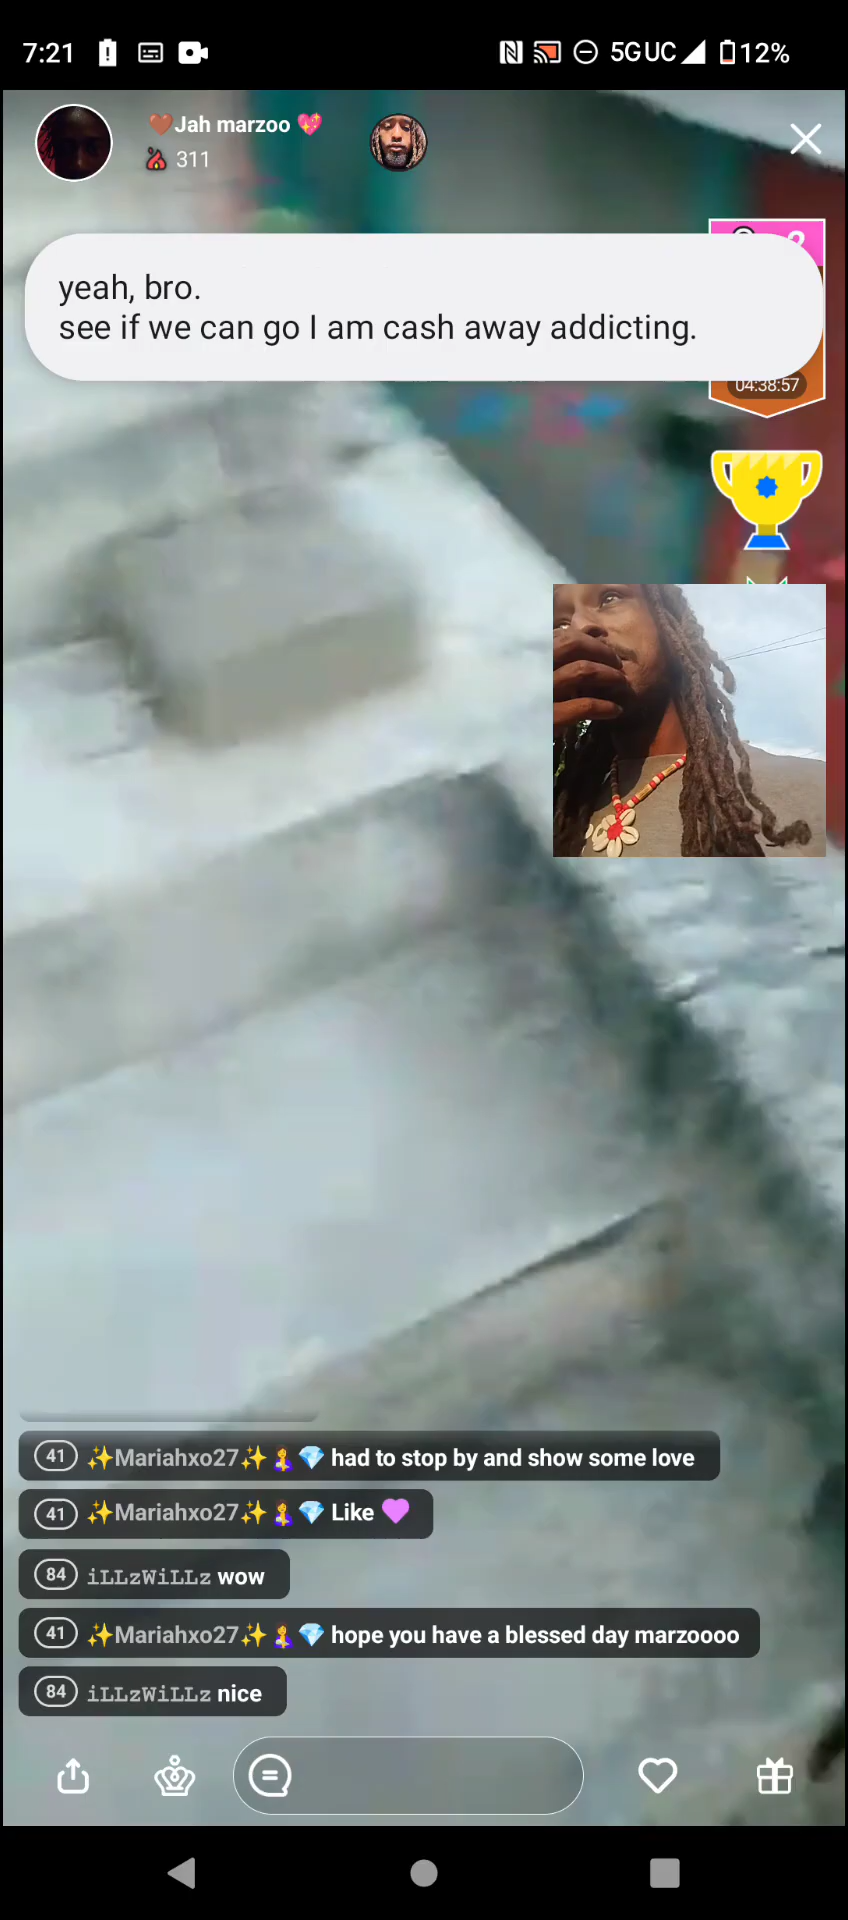 7:21 5G UC 12%
❤️Jah marzoo 💖
311
yeah, bro.
see if we can go I am cash away addicting.
04:38:57
41 ✨Mariahxo27✨🤱💎 had to stop by and show some love
41 ✨Mariahxo27✨🤱💎 Like 💜
84 iLLzWiLLz wow
41 ✨Mariahxo27✨🤱💎 hope you have a blessed day marzoooo
84 iLLzWiLLz nice